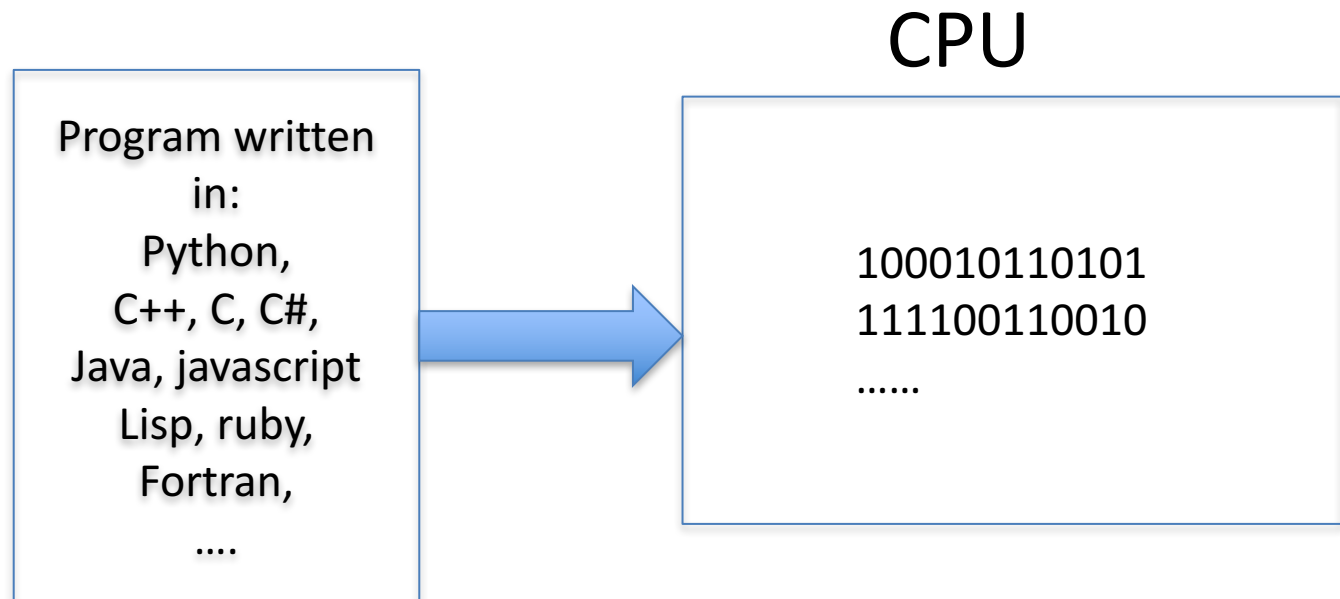 CPU
Program written
in:
Python,
C++, C, C#,
Java, javascript
Lisp, ruby,
Fortran,
....
100010110101
111100110010
......